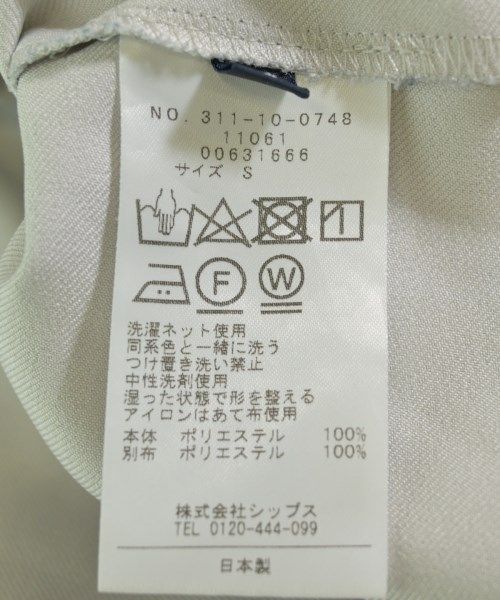 NO. 311-10-0748
11061
00631666
サイズ S
F
W
洗濯ネット使用
同系色と一緒に洗う
つけ置き洗い禁止
中性洗剤使用
湿った状態で形を整える
アイロンはあて布使用
本体 ポリエステル 100%
別布 ポリエステル 100%
株式会社シップス
TEL 0120-444-099
日本製